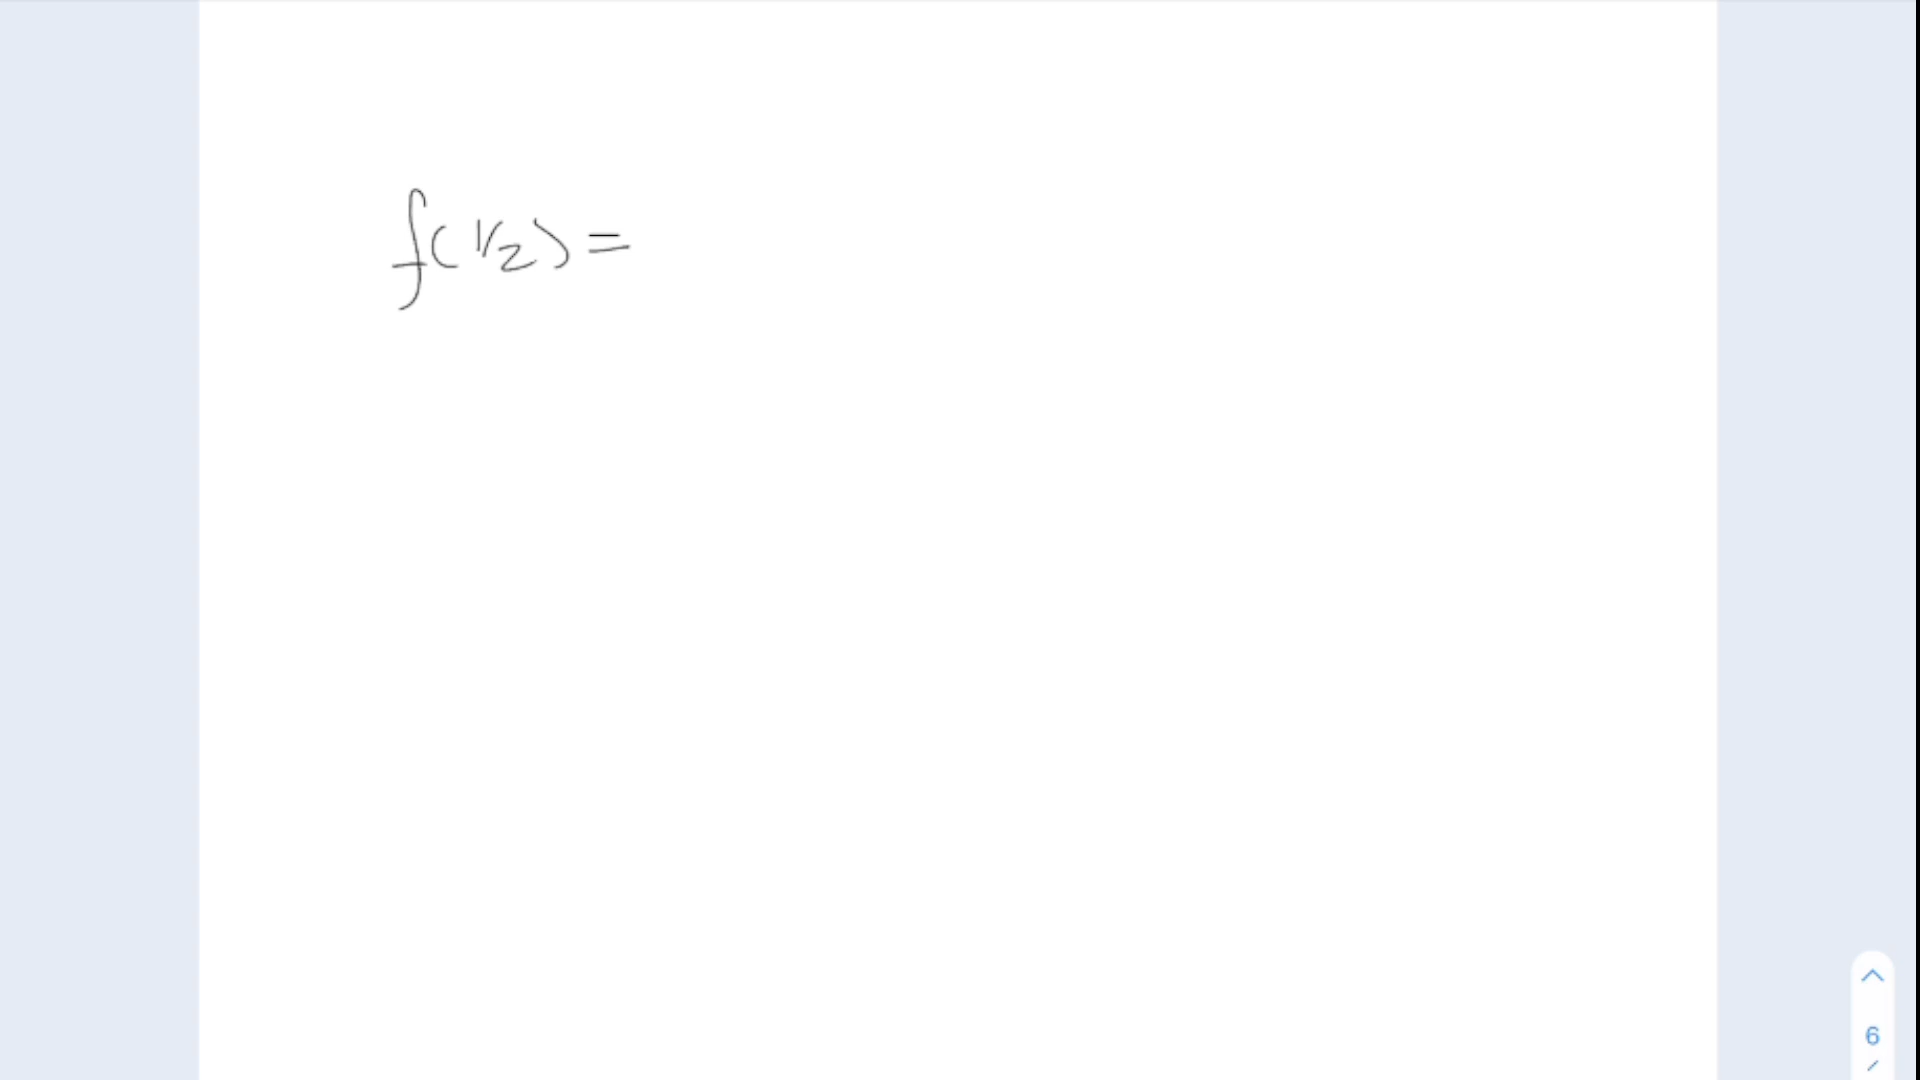 f(1/2) =
6